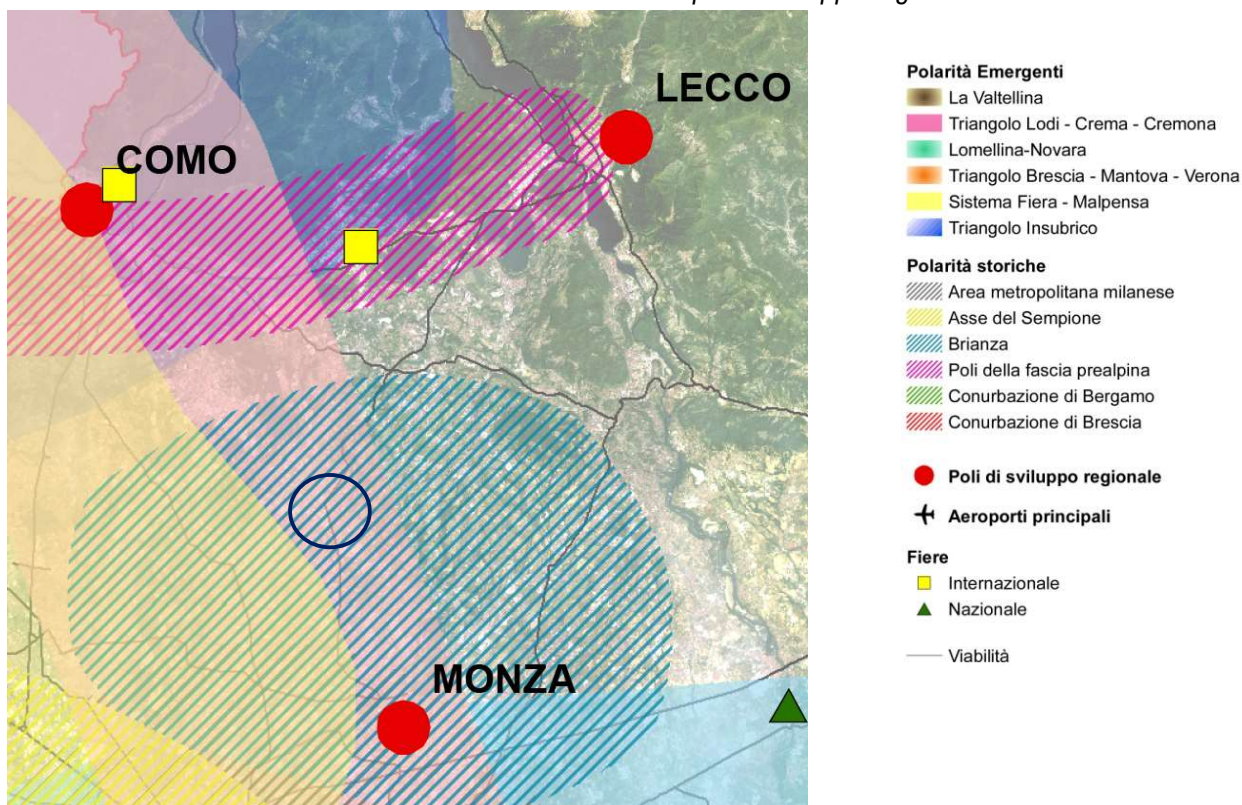 LECCO
COMO
MONZA
Polarità Emergenti
La Valtellina
Triangolo Lodi - Crema - Cremona
Lomellina-Novara
Triangolo Brescia - Mantova - Verona
Sistema Fiera - Malpensa
Triangolo Insubrico
Polarità storiche
Area metropolitana milanese
Asse del Sempione
Brianza
Poli della fascia prealpina
Conurbazione di Bergamo
Conurbazione di Brescia
Poli di sviluppo regionale
Aeroporti principali
Fiere
Internazionale
Nazionale
Viabilità